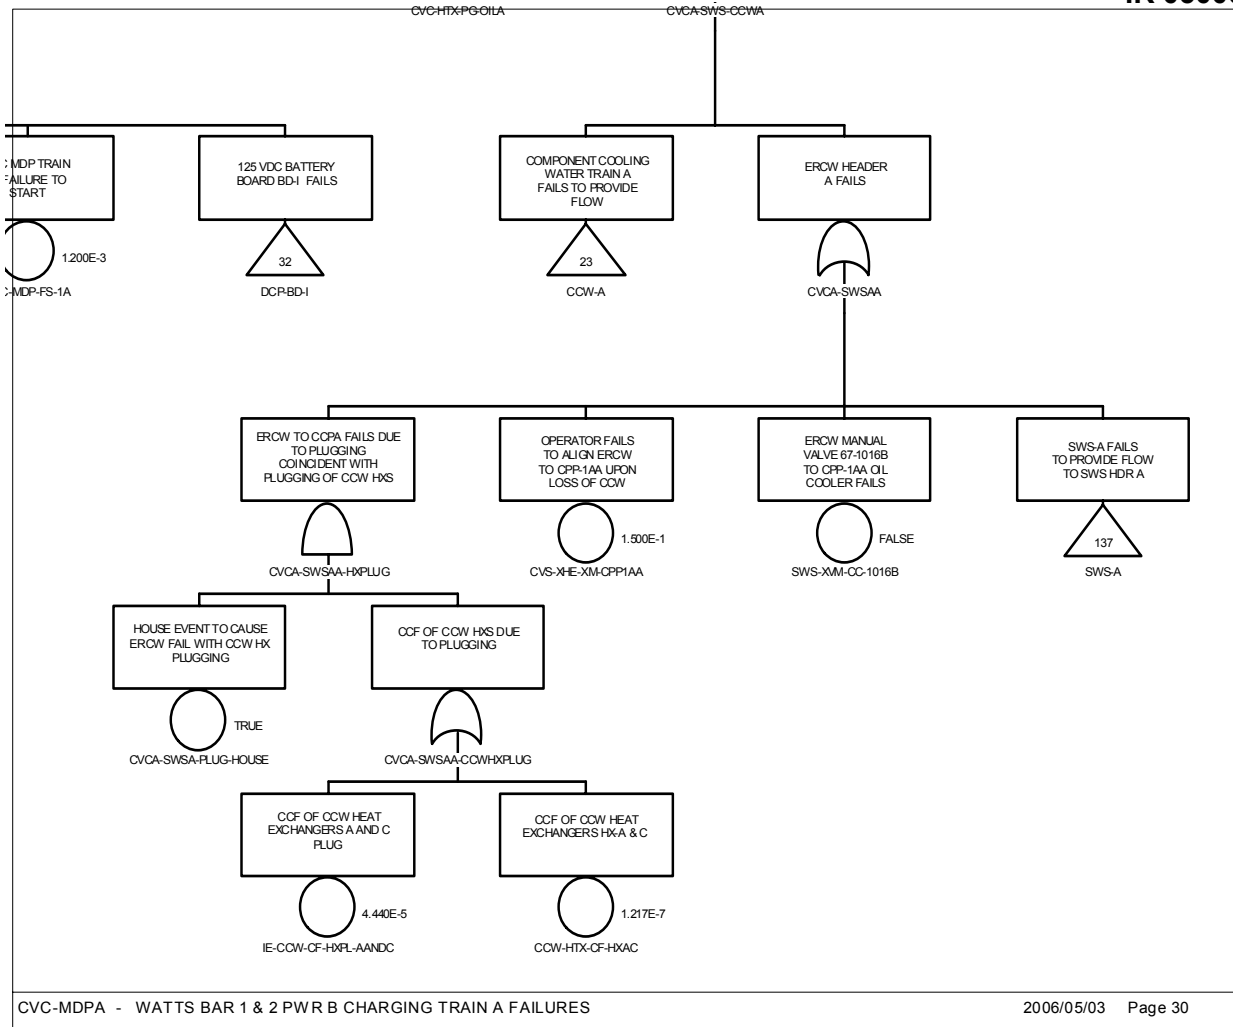 CVC-HTX-PG-OILA
CVCA-SWS-CCWA
MDP TRAIN
FAILURE TO
START
1.200E-3
-MDP-FS-1A
125 VDC BATTERY
BOARD BD-I FAILS
32
DCP-BD-I
COMPONENT COOLING
WATER TRAIN A
FAILS TO PROVIDE
FLOW
23
CCW-A
ERCW HEADER
A FAILS
CVCA-SWSAA
ERCW TO CCPA FAILS DUE
TO PLUGGING
COINCIDENT WITH
PLUGGING OF CCW HXS
CVCA-SWSAA-HXPLUG
OPERATOR FAILS
TO ALIGN ERCW
TO CPP-1AA UPON
LOSS OF CCW
1.500E-1
CVS-XHE-XM-CPP1AA
ERCW MANUAL
VALVE 67-1016B
TO CPP-1AA OIL
COOLER FAILS
FALSE
SWS-XVM-CC-1016B
SWS-A FAILS
TO PROVIDE FLOW
TO SWS HDR A
137
SWS-A
HOUSE EVENT TO CAUSE
ERCW FAIL WITH CCW HX
PLUGGING
TRUE
CVCA-SWSA-PLUG-HOUSE
CCF OF CCW HXS DUE
TO PLUGGING
CVCA-SWSAA-CCWHXPLUG
CCF OF CCW HEAT
EXCHANGERS A AND C
PLUG
4.440E-5
IE-CCW-CF-HXPL-AANDC
CCF OF CCW HEAT
EXCHANGERS HX-A & C
1.217E-7
CCW-HTX-CF-HXAC
CVC-MDPA - WATTS BAR 1 & 2 PWR B CHARGING TRAIN A FAILURES
2006/05/03 Page 30